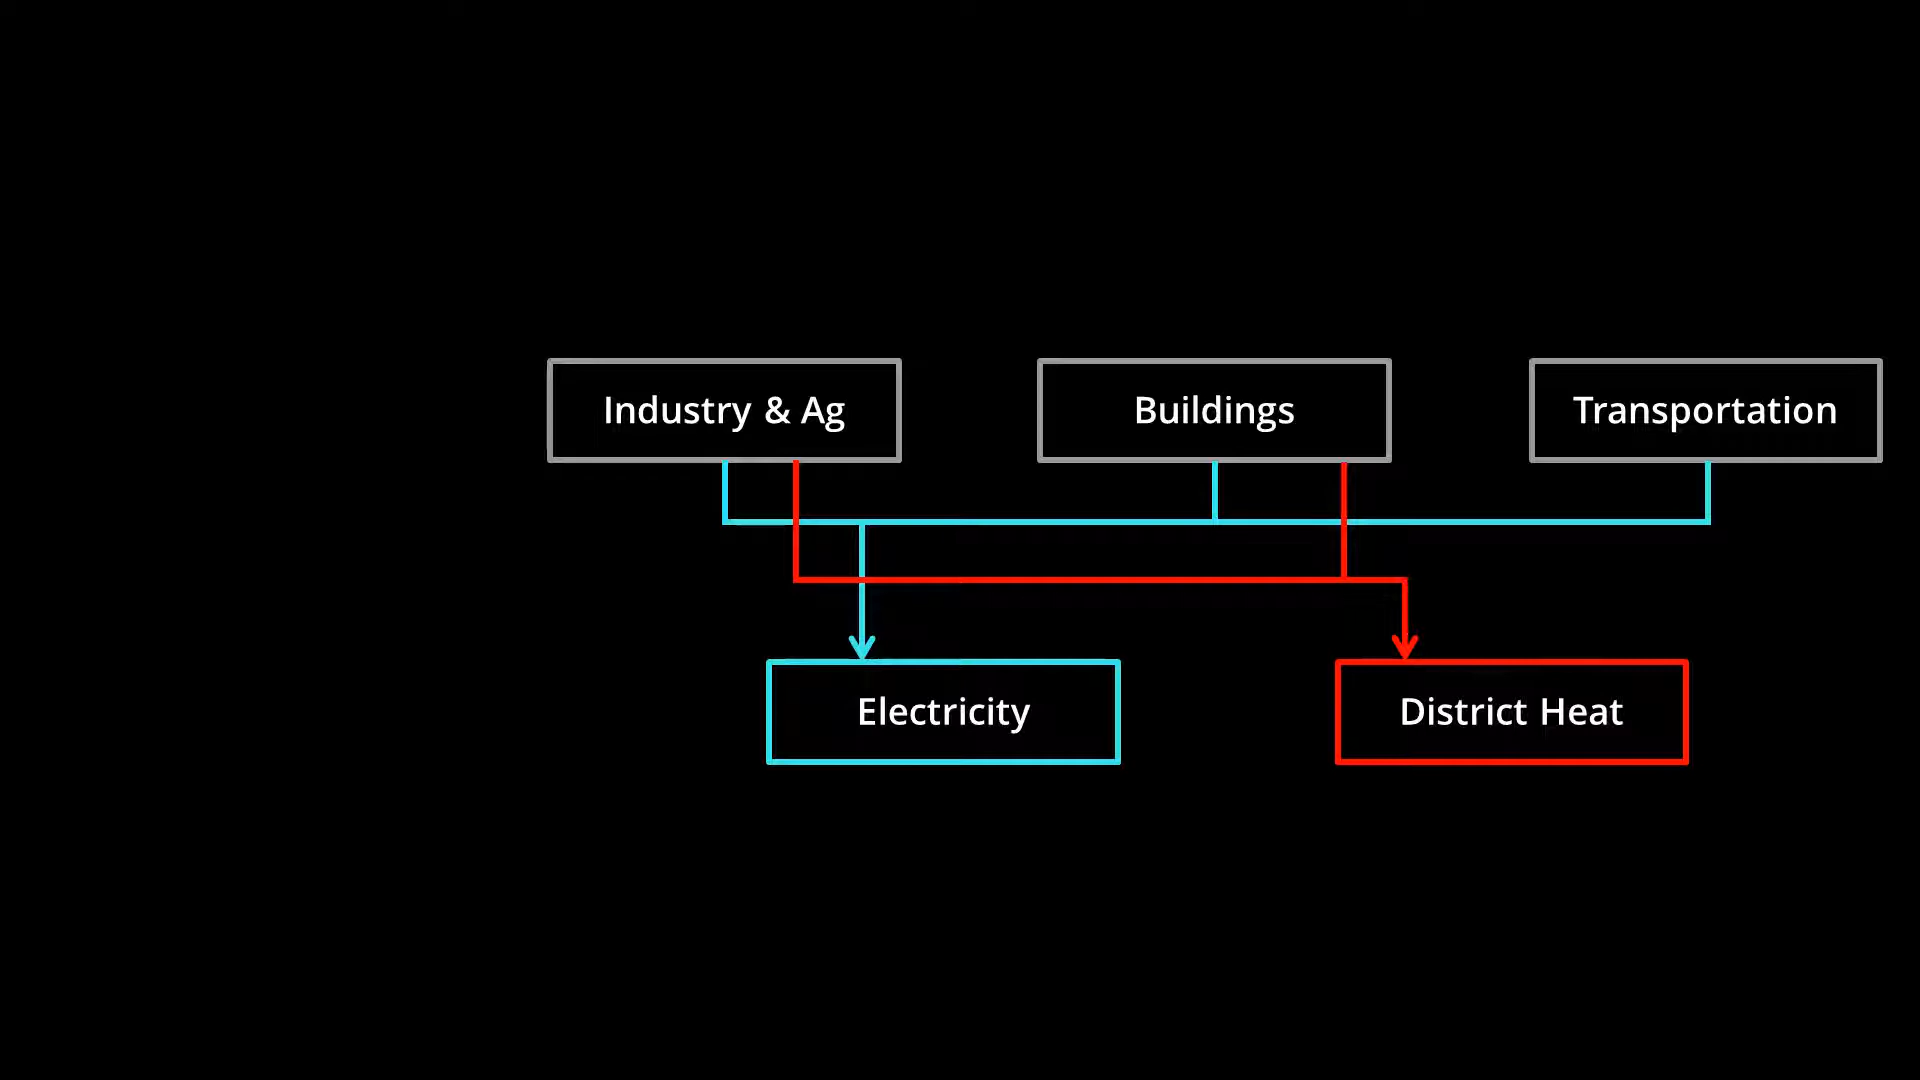 Industry & Ag
Buildings
Transportation
Electricity
District Heat